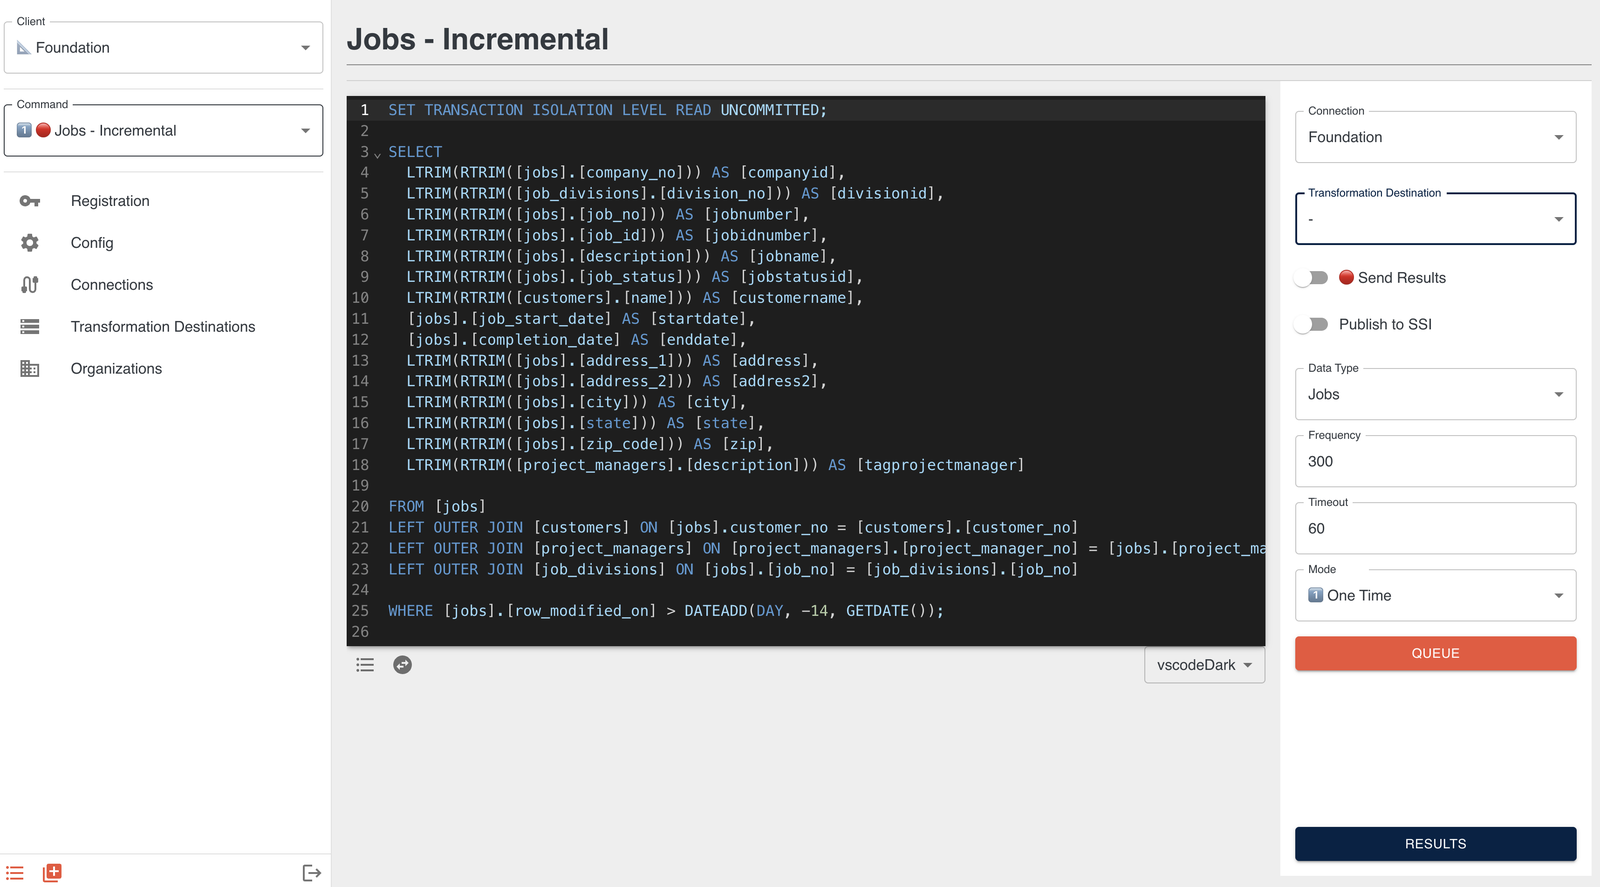 Client
Foundation
Command
1 Jobs - Incremental
Registration
Config
Connections
Transformation Destinations
Organizations
Jobs - Incremental
1 SET TRANSACTION ISOLATION LEVEL READ UNCOMMITTED;
2
3 SELECT
4 LTRIM(RTRIM([jobs].[company_no])) AS [companyid],
5 LTRIM(RTRIM([job_divisions].[division_no])) AS [divisionid],
6 LTRIM(RTRIM([jobs].[job_no])) AS [jobnumber],
7 LTRIM(RTRIM([jobs].[job_id])) AS [jobidnumber],
8 LTRIM(RTRIM([jobs].[description])) AS [jobname],
9 LTRIM(RTRIM([jobs].[job_status])) AS [jobstatusid],
10 LTRIM(RTRIM([customers].[name])) AS [customername],
11 [jobs].[job_start_date] AS [startdate],
12 [jobs].[completion_date] AS [enddate],
13 LTRIM(RTRIM([jobs].[address_1])) AS [address],
14 LTRIM(RTRIM([jobs].[address_2])) AS [address2],
15 LTRIM(RTRIM([jobs].[city])) AS [city],
16 LTRIM(RTRIM([jobs].[state])) AS [state],
17 LTRIM(RTRIM([jobs].[zip_code])) AS [zip],
18 LTRIM(RTRIM([project_managers].[description])) AS [tagprojectmanager]
19
20 FROM [jobs]
21 LEFT OUTER JOIN [customers] ON [jobs].customer_no = [customers].[customer_no]
22 LEFT OUTER JOIN [project_managers] ON [project_managers].[project_manager_no] = [jobs].[project_ma
23 LEFT OUTER JOIN [job_divisions] ON [jobs].[job_no] = [job_divisions].[job_no]
24
25 WHERE [jobs].[row_modified_on] > DATEADD(DAY, -14, GETDATE());
26
vscodeDark
Connection
Foundation
Transformation Destination
-
Send Results
Publish to SSI
Data Type
Jobs
Frequency
300
Timeout
60
Mode
1 One Time
QUEUE
RESULTS